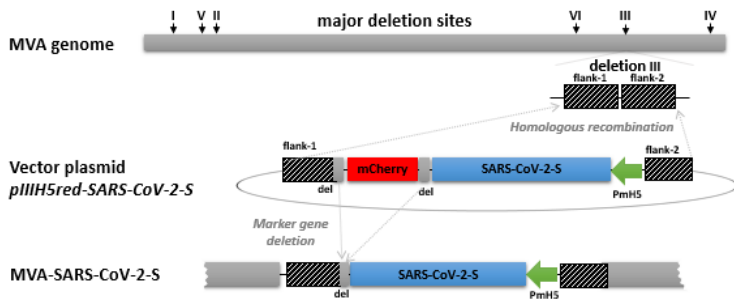 major deletion sites
I V II VI III IV
MVA genome
deletion III
flank-1 flank-2
Homologous recombination
flank-1 flank-2
Vector plasmid
pIIIH5red-SARS-CoV-2-S
mCherry SARS-CoV-2-S
del del PmH5
Marker gene
deletion
MVA-SARS-CoV-2-S
SARS-CoV-2-S
del PmH5